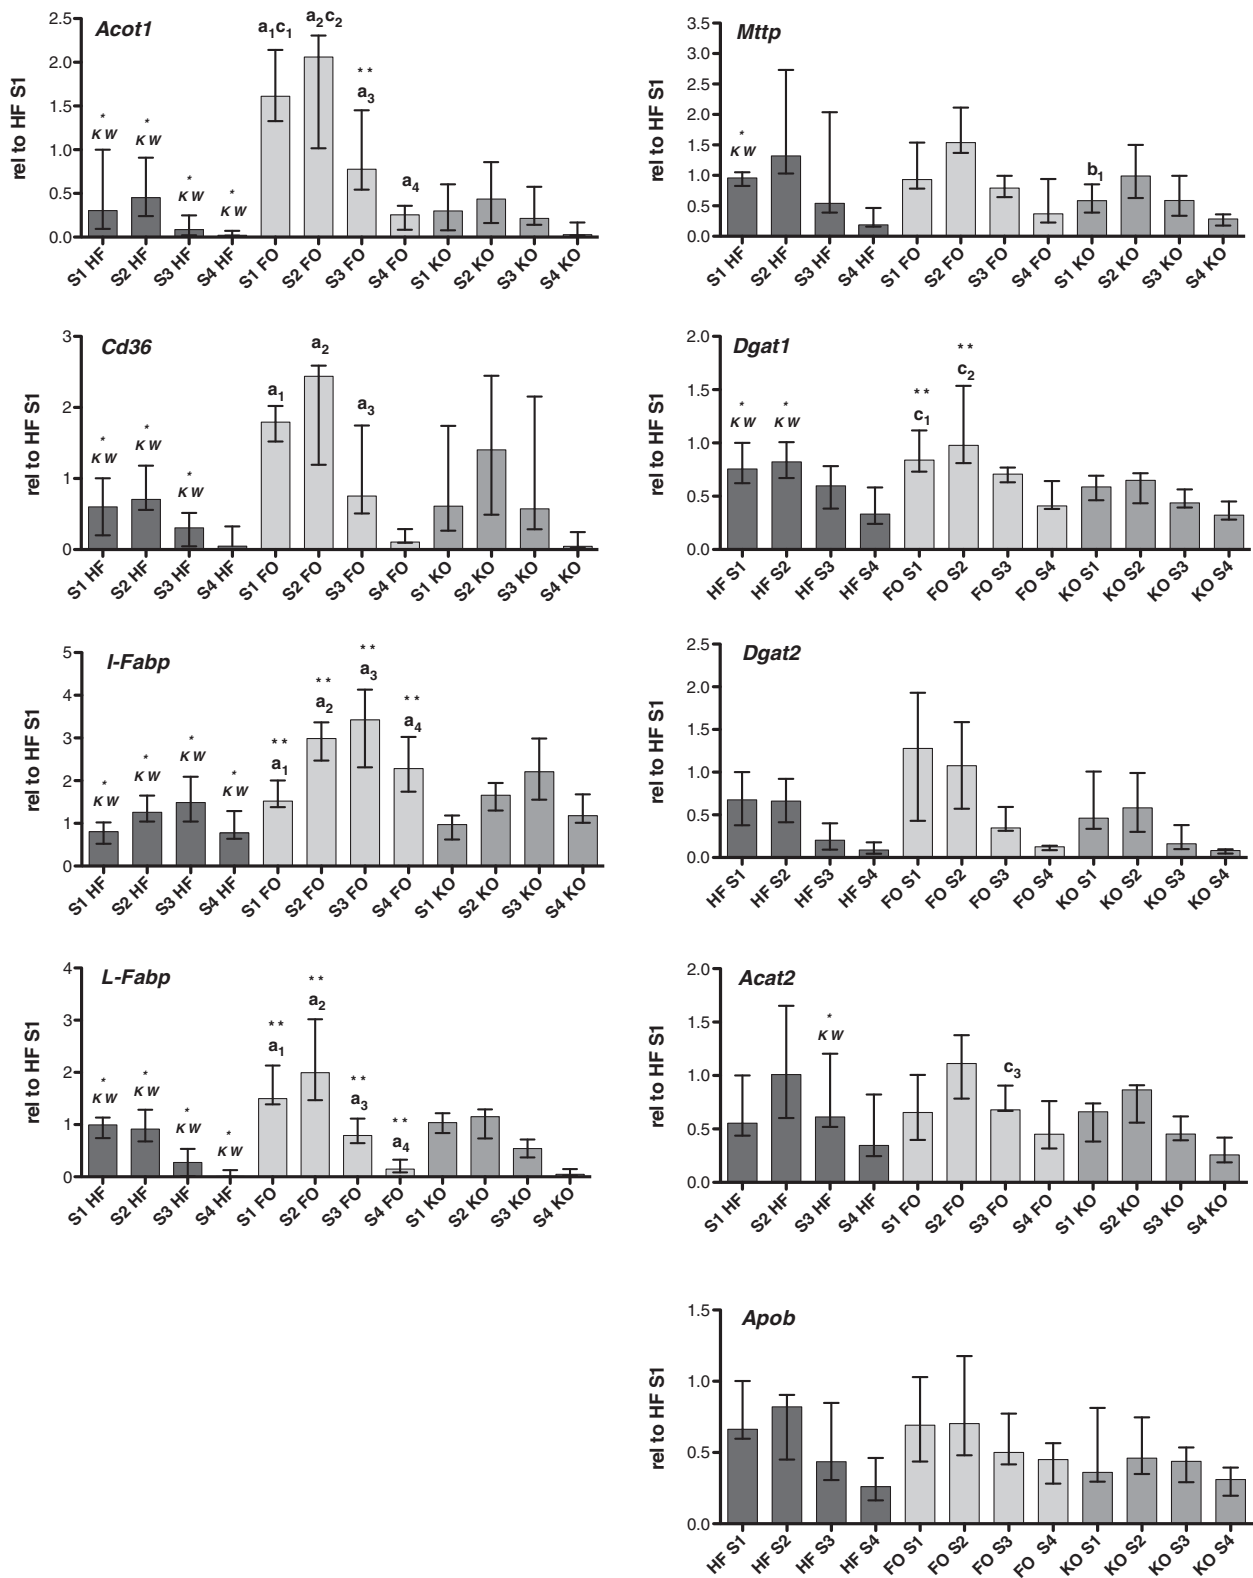 Acot1
rel to HF S1
2.5
2.0
1.5
1.0
0.5
0.0
*
KW
*
KW
*
KW
*
KW
a1c1
a2c2
**
a3
a4
S1 HF
S2 HF
S3 HF
S4 HF
S1 FO
S2 FO
S3 FO
S4 FO
S1 KO
S2 KO
S3 KO
S4 KO
Cd36
rel to HF S1
3
2
1
0
*
KW
*
KW
*
KW
a1
a2
a3
S1 HF
S2 HF
S3 HF
S4 HF
S1 FO
S2 FO
S3 FO
S4 FO
S1 KO
S2 KO
S3 KO
S4 KO
I-Fabp
rel to HF S1
5
4
3
2
1
0
*
KW
*
KW
*
KW
*
KW
**
a1
**
a2
**
a3
**
a4
S1 HF
S2 HF
S3 HF
S4 HF
S1 FO
S2 FO
S3 FO
S4 FO
S1 KO
S2 KO
S3 KO
S4 KO
L-Fabp
rel to HF S1
4
3
2
1
0
*
KW
*
KW
*
KW
*
KW
**
a1
**
a2
**
a3
**
a4
S1 HF
S2 HF
S3 HF
S4 HF
S1 FO
S2 FO
S3 FO
S4 FO
S1 KO
S2 KO
S3 KO
S4 KO
Mttp
rel to HF S1
3.5
3.0
2.5
2.0
1.5
1.0
0.5
0.0
*
KW
b1
S1 HF
S2 HF
S3 HF
S4 HF
S1 FO
S2 FO
S3 FO
S4 FO
S1 KO
S2 KO
S3 KO
S4 KO
Dgat1
rel to HF S1
2.0
1.5
1.0
0.5
0.0
*
KW
*
KW
**
c1
**
c2
HF S1
HF S2
HF S3
HF S4
FO S1
FO S2
FO S3
FO S4
KO S1
KO S2
KO S3
KO S4
Dgat2
rel to HF S1
2.5
2.0
1.5
1.0
0.5
0.0
HF S1
HF S2
HF S3
HF S4
FO S1
FO S2
FO S3
FO S4
KO S1
KO S2
KO S3
KO S4
Acat2
rel to HF S1
2.0
1.5
1.0
0.5
0.0
*
KW
c3
S1 HF
S2 HF
S3 HF
S4 HF
S1 FO
S2 FO
S3 FO
S4 FO
S1 KO
S2 KO
S3 KO
S4 KO
Apob
rel to HF S1
1.5
1.0
0.5
0.0
HF S1
HF S2
HF S3
HF S4
FO S1
FO S2
FO S3
FO S4
KO S1
KO S2
KO S3
KO S4